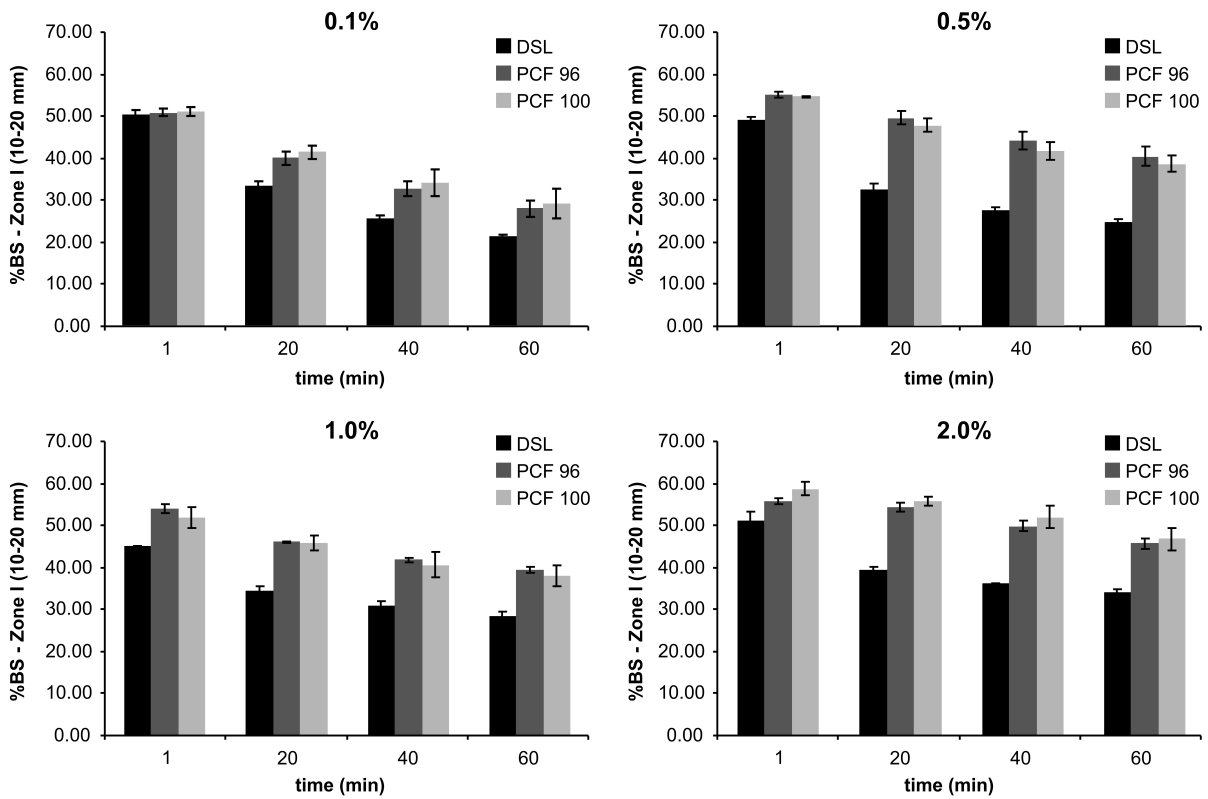 0.1%
%BS - Zone I (10-20 mm)
70.00
60.00
50.00
40.00
30.00
20.00
10.00
0.00
DSL
PCF 96
PCF 100
1 20 40 60
time (min)
0.5%
%BS - Zone I (10-20 mm)
70.00
60.00
50.00
40.00
30.00
20.00
10.00
0.00
DSL
PCF 96
PCF 100
1 20 40 60
time (min)
1.0%
%BS - Zone I (10-20 mm)
70.00
60.00
50.00
40.00
30.00
20.00
10.00
0.00
DSL
PCF 96
PCF 100
1 20 40 60
time (min)
2.0%
%BS - Zone I (10-20 mm)
70.00
60.00
50.00
40.00
30.00
20.00
10.00
0.00
DSL
PCF 96
PCF 100
1 20 40 60
time (min)